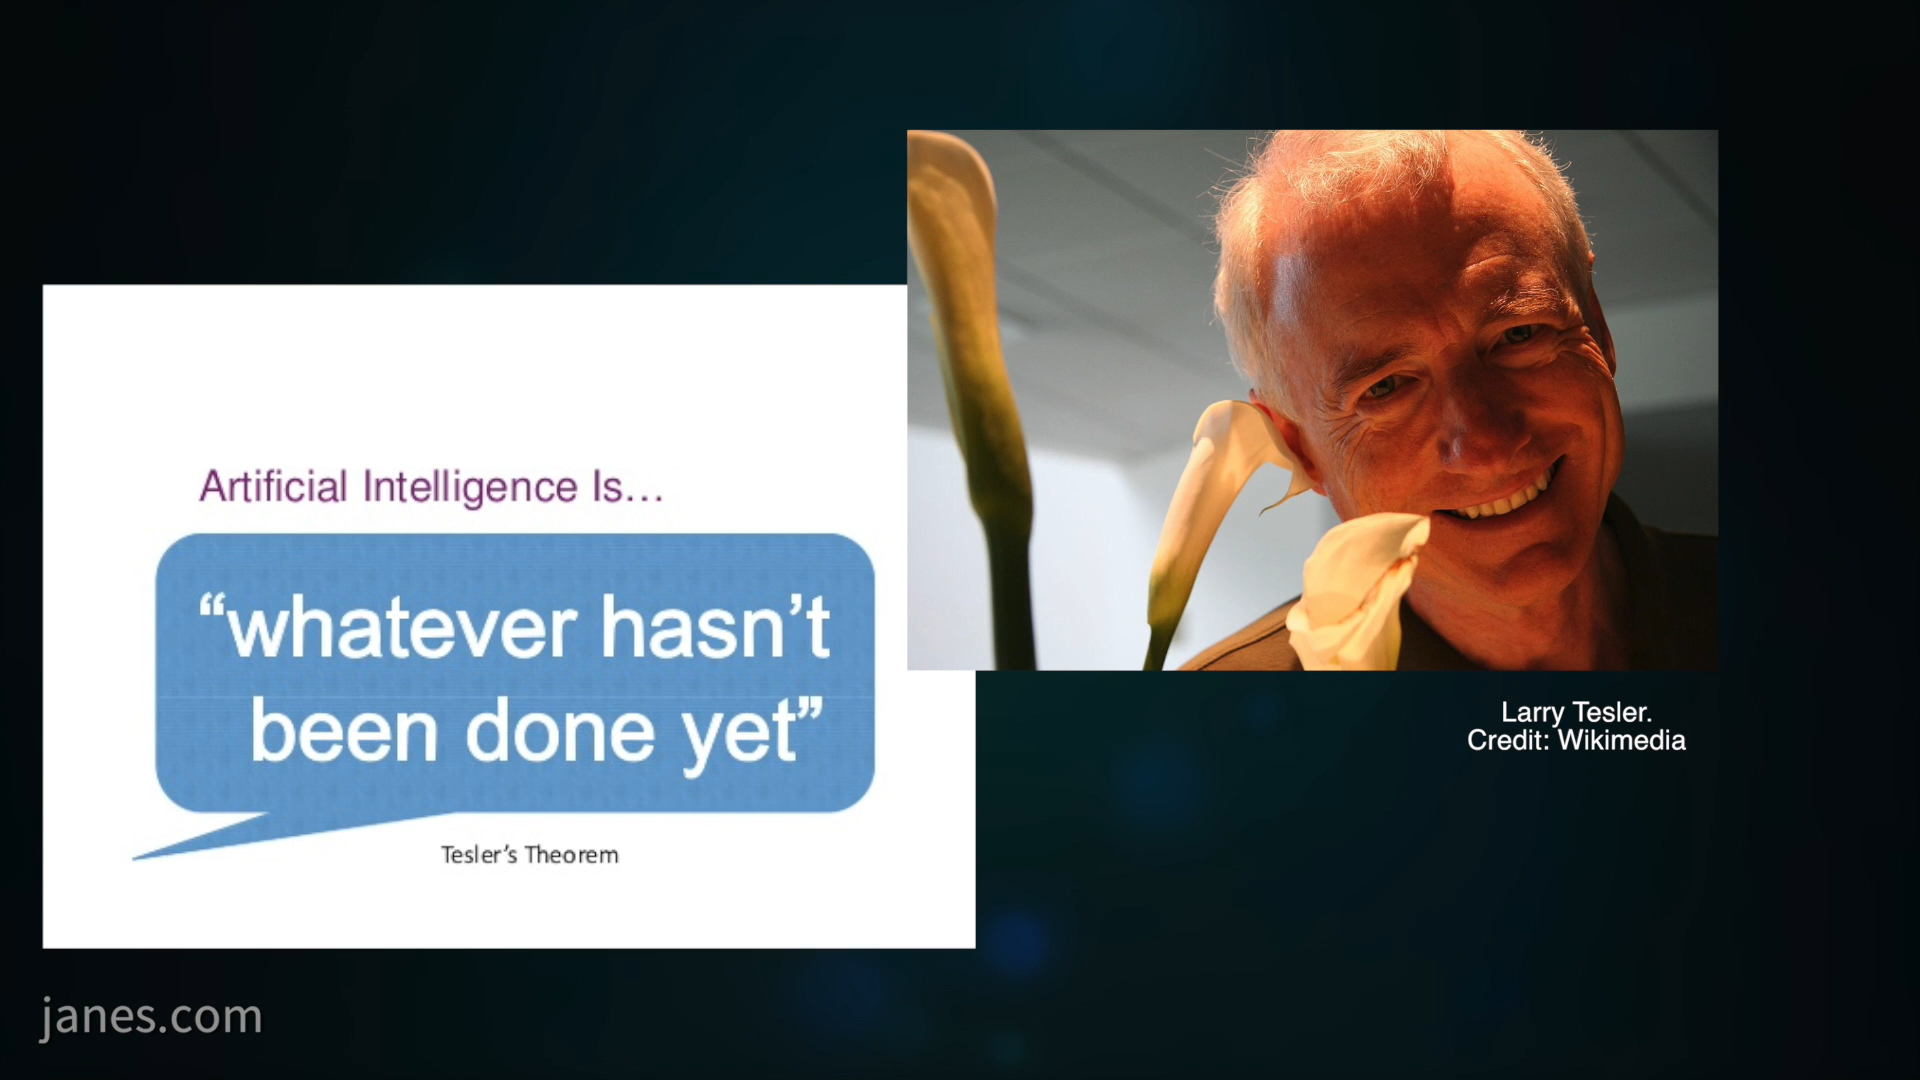 Artificial Intelligence Is…
“whatever hasn’t
been done yet”
Tesler’s Theorem
Larry Tesler.
Credit: Wikimedia
janes.com